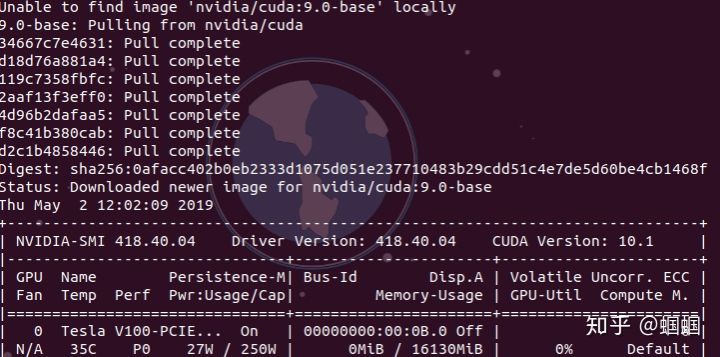 Unable to find image 'nvidia/cuda:9.0-base' locally
9.0-base: Pulling from nvidia/cuda
34667c7e4631: Pull complete
d18d76a881a4: Pull complete
119c7358fbfc: Pull complete
2aaf13f3eff0: Pull complete
4d96b2dafaa5: Pull complete
f8c41b380cab: Pull complete
d2c1b4858446: Pull complete
Digest: sha256:0afacc402b0eb2333d1075d051e237710483b29cdd51c4e7de5d60be4cb1468f
Status: Downloaded newer image for nvidia/cuda:9.0-base
Thu May  2 12:02:09 2019
+-----------------------------------------------------------------------------+
| NVIDIA-SMI 418.40.04    Driver Version: 418.40.04    CUDA Version: 10.1     |
|-------------------------------+----------------------+----------------------+
| GPU  Name        Persistence-M| Bus-Id        Disp.A | Volatile Uncorr. ECC |
| Fan  Temp  Perf  Pwr:Usage/Cap|         Memory-Usage | GPU-Util  Compute M. |
|===============================+======================+======================|
|   0  Tesla V100-PCIE...  On   | 00000000:00:0B.0 Off |
| N/A   35C    P0    27W / 250W |      0MiB / 16130MiB |      0%      Default |
知乎 @蝈蝈